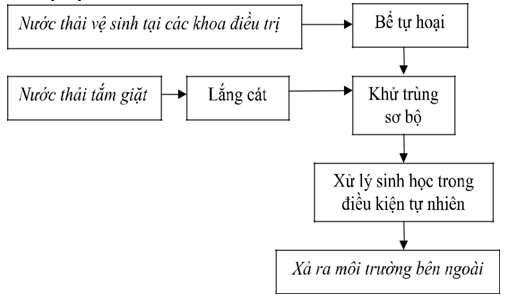 Nước thải vệ sinh tại các khoa điều trị
Bể tự hoại
Nước thải tắm giặt
Lắng cát
Khử trùng
sơ bộ
Xử lý sinh học trong
điều kiện tự nhiên
Xả ra môi trường bên ngoài